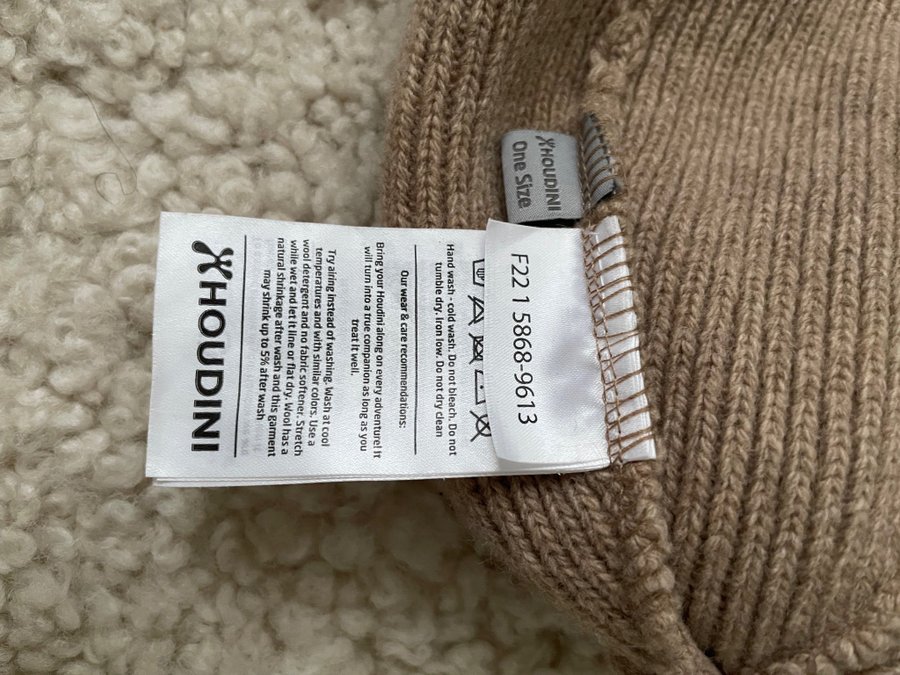 HOUDINI
One Size
F22 1 5868-9613
Hand wash - cold wash. Do not bleach. Do not
tumble dry. Iron low. Do not dry clean
Our wear & care recommendations:
Bring your Houdini along on every adventure! It
will turn into a true companion as long as you
treat it well.
Try airing instead of washing. Wash at cool
temperatures and with similar colors. Use a
wool detergent and no fabric softener. Stretch
while wet and let it line or flat dry. Wool has a
natural shrinkage after wash and this garment
may shrink up to 5% after wash
HOUDINI